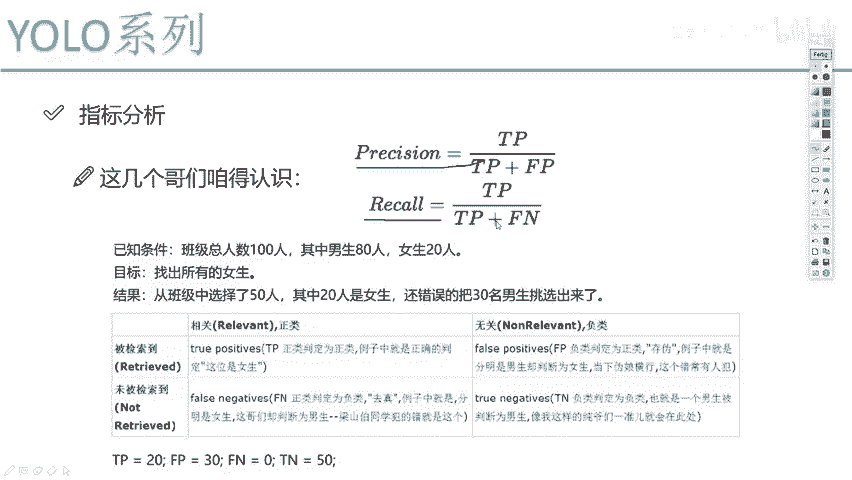 YOLO系列
指标分析
这几个哥们咱得认识:
Precision = TP / (TP + FP)
Recall = TP / (TP + FN)
已知条件：班级总人数100人，其中男生80人，女生20人。
目标：找出所有的女生。
结果：从班级中选择了50人，其中20人是女生，还错误的把30名男生挑选出来了。
相关(Relevant),正类
无关(NonRelevant),负类
被检索到
(Retrieved)
true positives(TP 正类判定为正类,例子中就是正确的判
定"这位是女生")
false positives(FP 负类判定为正类,"存伪",例子中就是
分明是男生却判断为女生,当下伪娘横行,这个错常有人犯)
未被检索到
(Not
Retrieved)
false negatives(FN 正类判定为负类,"去真",例子中就是,分
明是女生,这哥们却判断为男生--梁山伯同学犯的错就是这个)
true negatives(TN 负类判定为负类,也就是一个男生被
判断为男生,像我这样的纯爷们一准儿就会在此处)
TP = 20; FP = 30; FN = 0; TN = 50;
Fertig